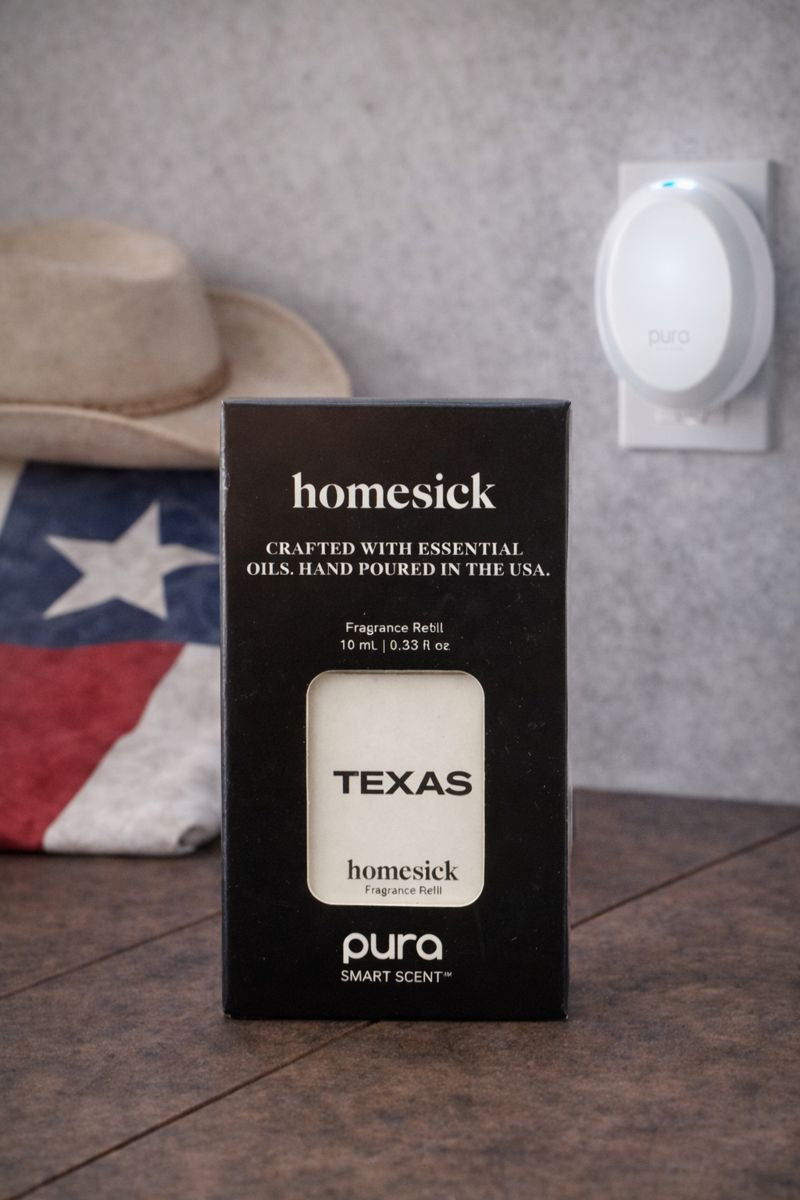 pura
homesick
CRAFTED WITH ESSENTIAL
OILS. HAND POURED IN THE USA.
Fragrance Refill
10 mL | 0.33 fl oz
TEXAS
homesick
Fragrance Refill
pura
SMART SCENT™